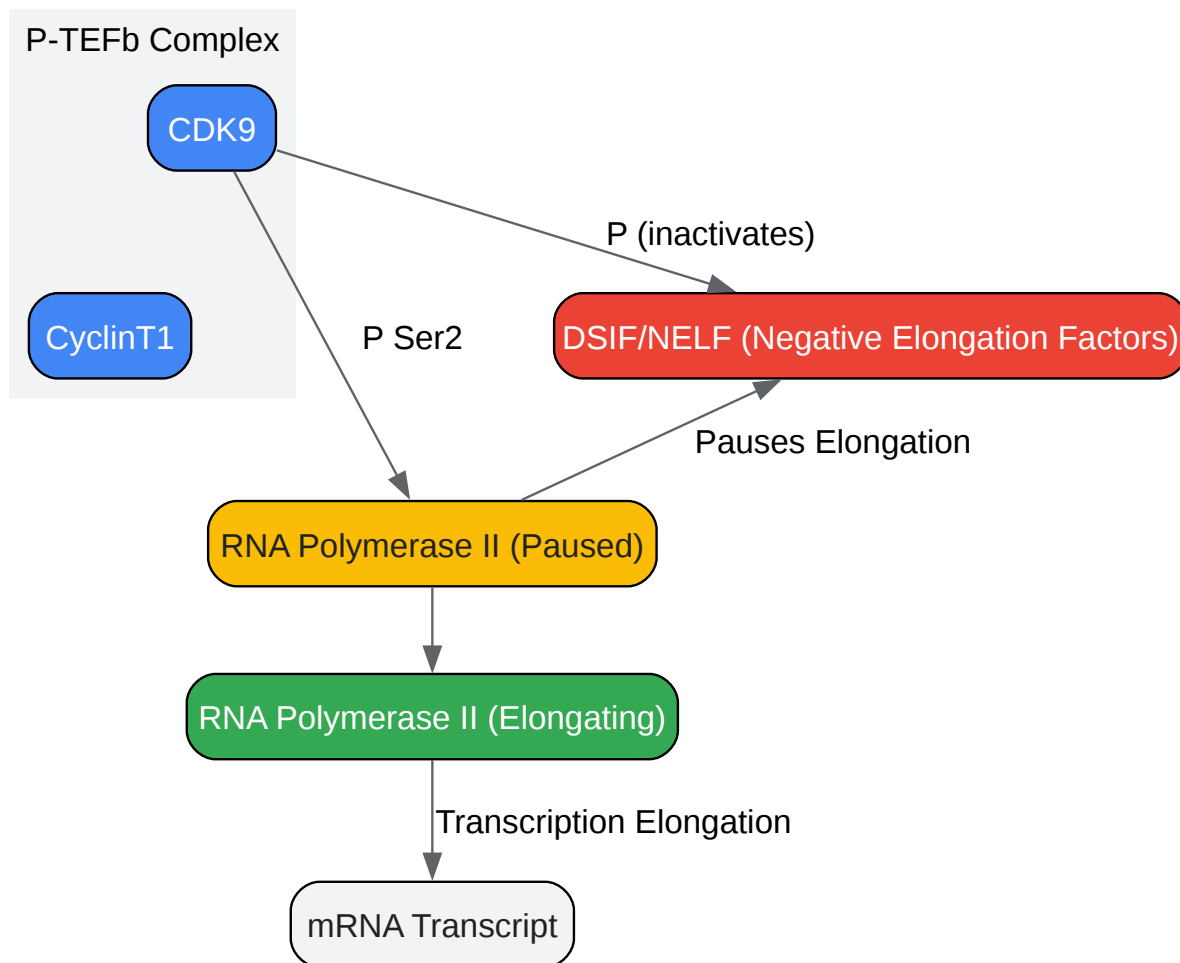 P-TEFb Complex
CDK9
P (inactivates)
CyclinT1
P Ser2
DSIF/NELF (Negative Elongation Factors)
Pauses Elongation
RNA Polymerase II (Paused)
RNA Polymerase II (Elongating)
Transcription Elongation
mRNA Transcript